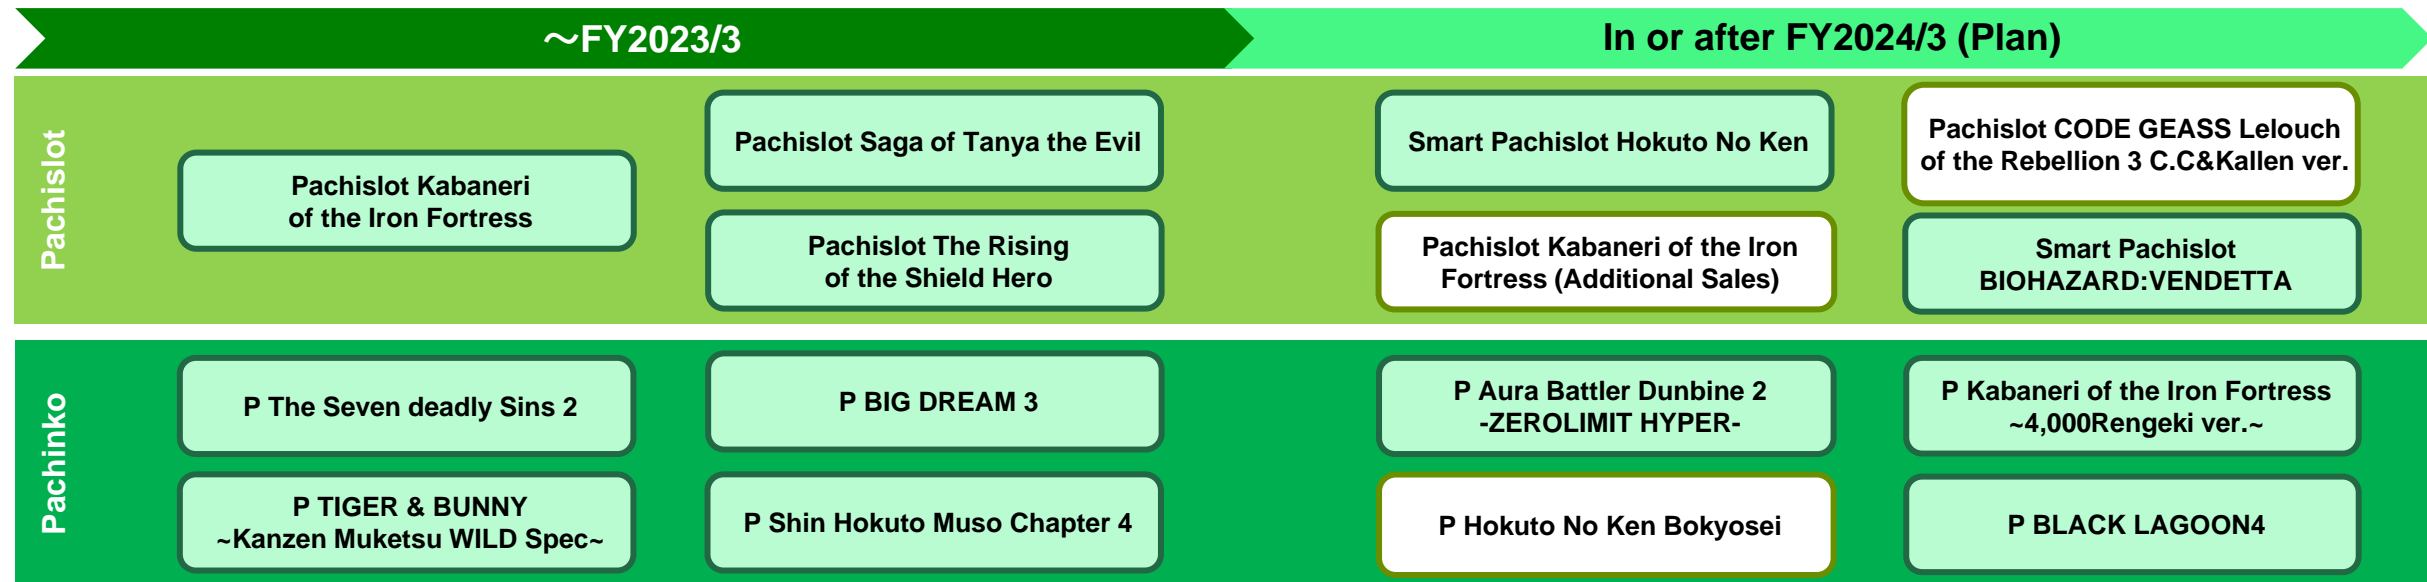 ～FY2023/3
In or after FY2024/3 (Plan)
Pachislot
Pachislot Kabaneri
of the Iron Fortress
Pachislot Saga of Tanya the Evil
Pachislot The Rising
of the Shield Hero
Smart Pachislot Hokuto No Ken
Pachislot Kabaneri of the Iron
Fortress (Additional Sales)
Pachislot CODE GEASS Lelouch
of the Rebellion 3 C.C&Kallen ver.
Smart Pachislot
BIOHAZARD:VENDETTA
Pachinko
P The Seven deadly Sins 2
P TIGER & BUNNY
~Kanzen Muketsu WILD Spec~
P BIG DREAM 3
P Shin Hokuto Muso Chapter 4
P Aura Battler Dunbine 2
-ZEROLIMIT HYPER-
P Hokuto No Ken Bokyosei
P Kabaneri of the Iron Fortress
~4,000Rengeki ver.~
P BLACK LAGOON4